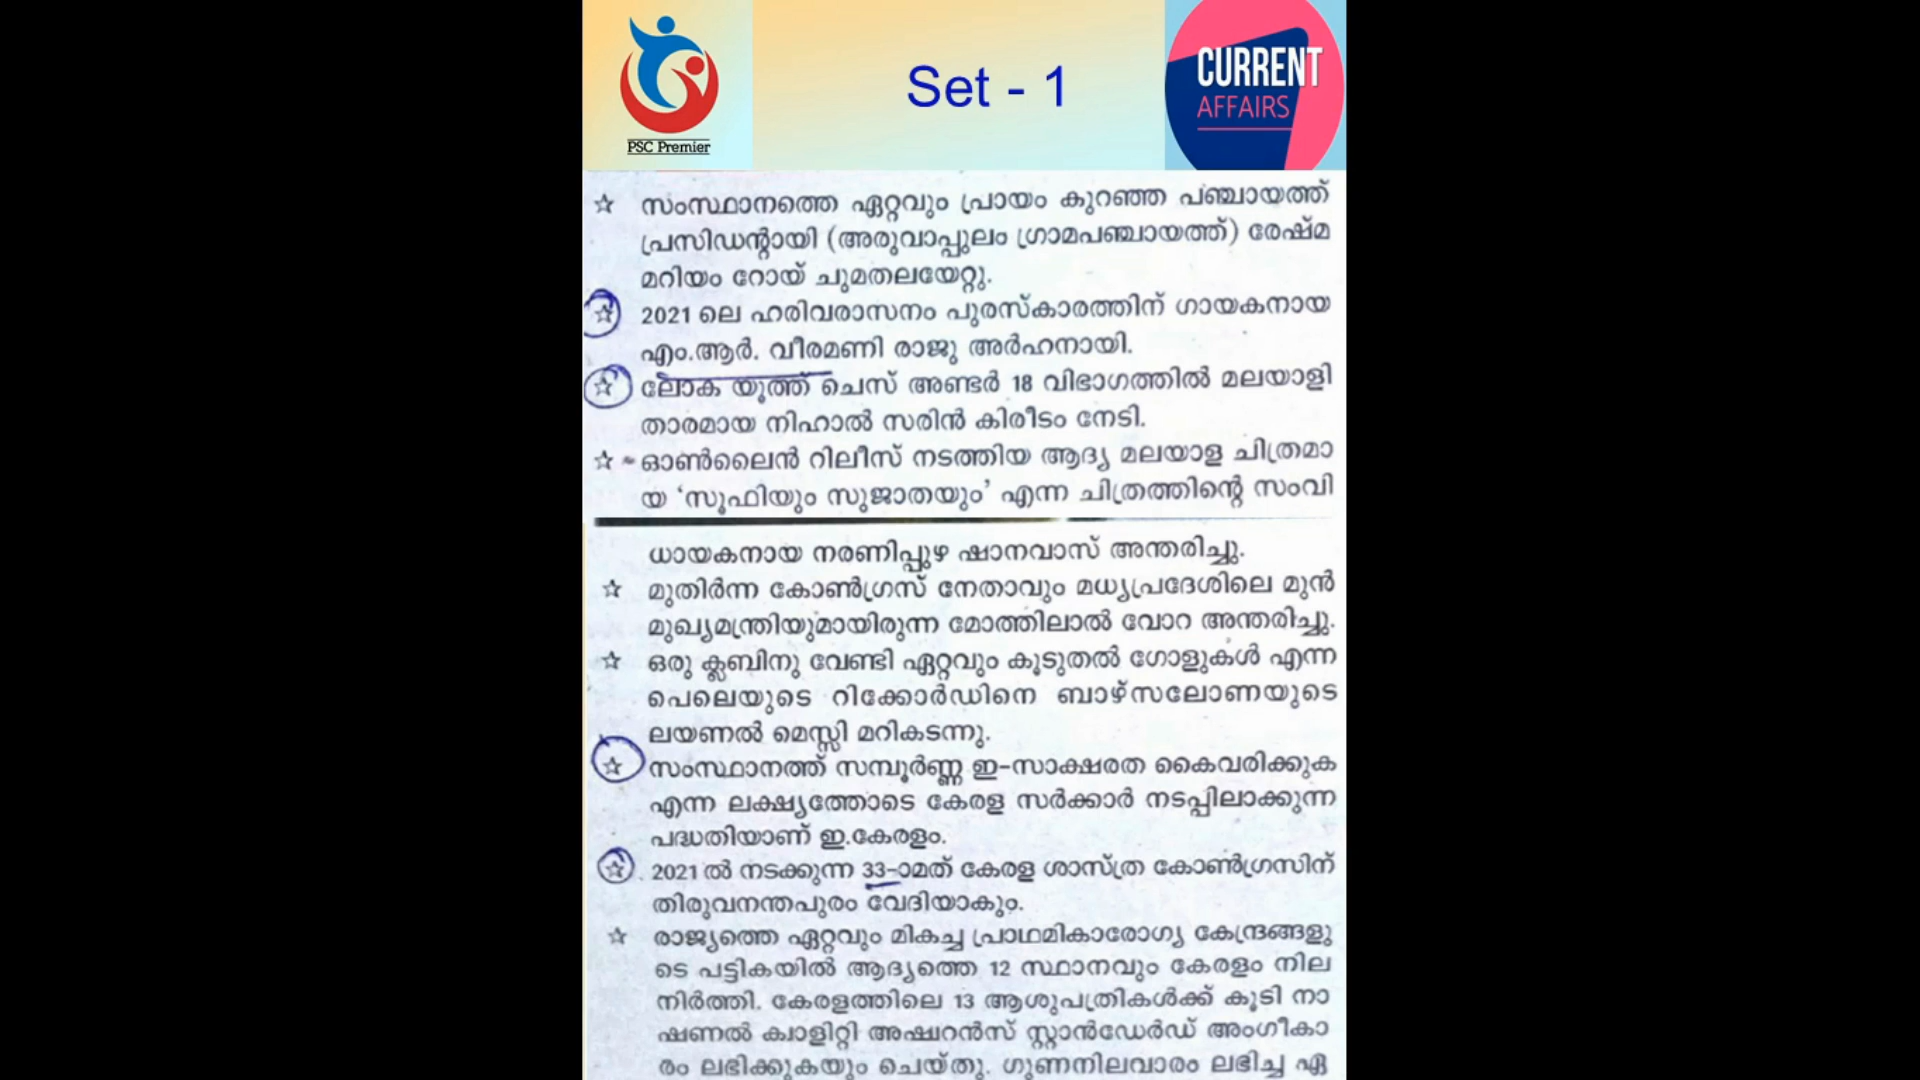 PSC Premier
Set - 1
CURRENT
AFFAIRS
☆ സംസ്ഥാനത്തെ ഏറ്റവും പ്രായം കുറഞ്ഞ പഞ്ചായത്ത്
പ്രസിഡന്റായി (അരുവാപ്പുലം ഗ്രാമപഞ്ചായത്ത്) രേഷ്മ
മറിയം റോയ് ചുമതലയേറ്റു.
☆ 2021 ലെ ഹരിവരാസനം പുരസ്കാരത്തിന് ഗായകനായ
എം.ആർ. വീരമണി രാജു അർഹനായി.
☆ ലോക യൂത്ത് ചെസ് അണ്ടർ 18 വിഭാഗത്തിൽ മലയാളി
താരമായ നിഹാൽ സരിൻ കിരീടം നേടി.
☆ ഓൺലൈൻ റിലീസ് നടത്തിയ ആദ്യ മലയാള ചിത്രമാ
യ ‘സൂഫിയും സുജാതയും’ എന്ന ചിത്രത്തിന്റെ സംവി
ധായകനായ നരണിപ്പുഴ ഷാനവാസ് അന്തരിച്ചു.
☆ മുതിർന്ന കോൺഗ്രസ് നേതാവും മധ്യപ്രദേശിലെ മുൻ
മുഖ്യമന്ത്രിയുമായിരുന്ന മോത്തിലാൽ വോറ അന്തരിച്ചു.
☆ ഒരു ക്ലബിനു വേണ്ടി ഏറ്റവും കൂടുതൽ ഗോളുകൾ എന്ന
പെലെയുടെ റിക്കോർഡിനെ ബാഴ്സലോണയുടെ
ലയണൽ മെസ്സി മറികടന്നു.
☆ സംസ്ഥാനത്ത് സമ്പൂർണ്ണ ഇ-സാക്ഷരത കൈവരിക്കുക
എന്ന ലക്ഷ്യത്തോടെ കേരള സർക്കാർ നടപ്പിലാക്കുന്ന
പദ്ധതിയാണ് ഇ.കേരളം.
☆ 2021 ൽ നടക്കുന്ന 33-ാമത് കേരള ശാസ്ത്ര കോൺഗ്രസിന്
തിരുവനന്തപുരം വേദിയാകും.
☆ രാജ്യത്തെ ഏറ്റവും മികച്ച പ്രാഥമികാരോഗ്യ കേന്ദ്രങ്ങളു
ടെ പട്ടികയിൽ ആദ്യത്തെ 12 സ്ഥാനവും കേരളം നില
നിർത്തി. കേരളത്തിലെ 13 ആശുപത്രികൾക്ക് കൂടി നാ
ഷണൽ ക്വാളിറ്റി അഷ്വറൻസ് സ്റ്റാൻഡേർഡ് അംഗീകാ
രം ലഭിക്കുകയും ചെയ്തു. ഗുണനിലവാരം ലഭിച്ച ഏ